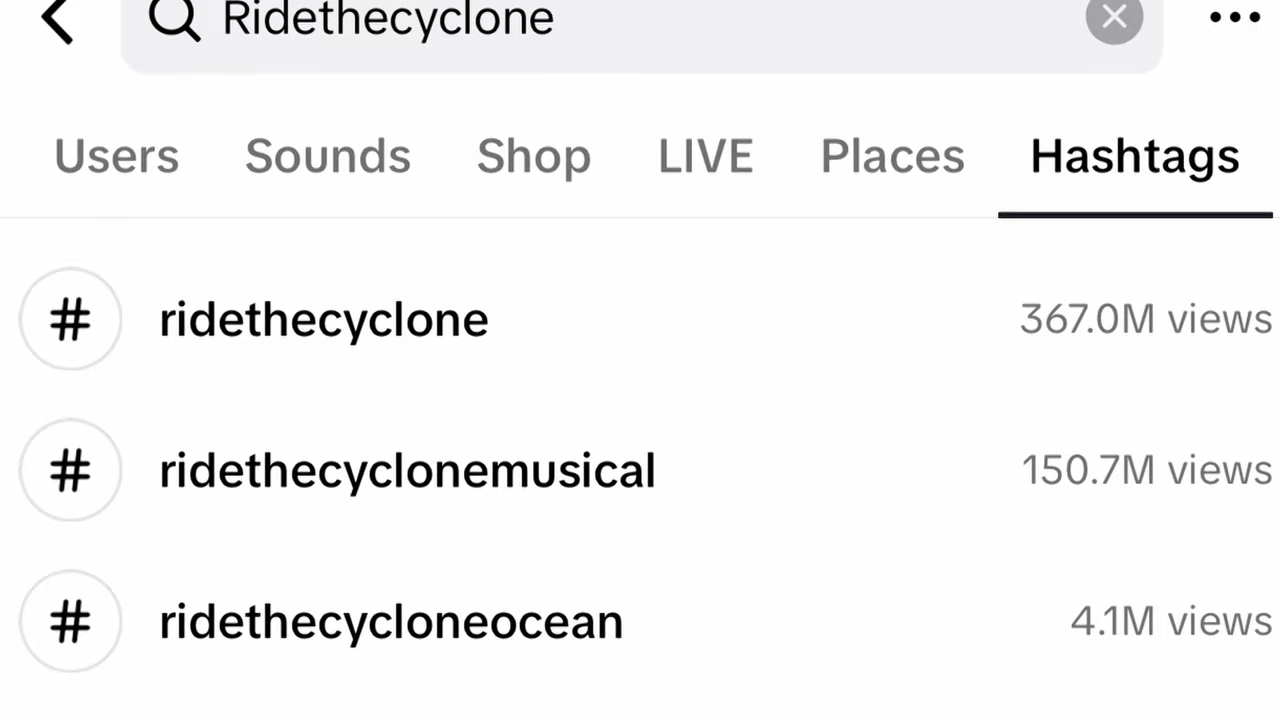 Ridethecyclone
Users Sounds Shop LIVE Places Hashtags
# ridethecyclone 367.0M views
# ridethecyclonemusical 150.7M views
# ridethecycloneocean 4.1M views